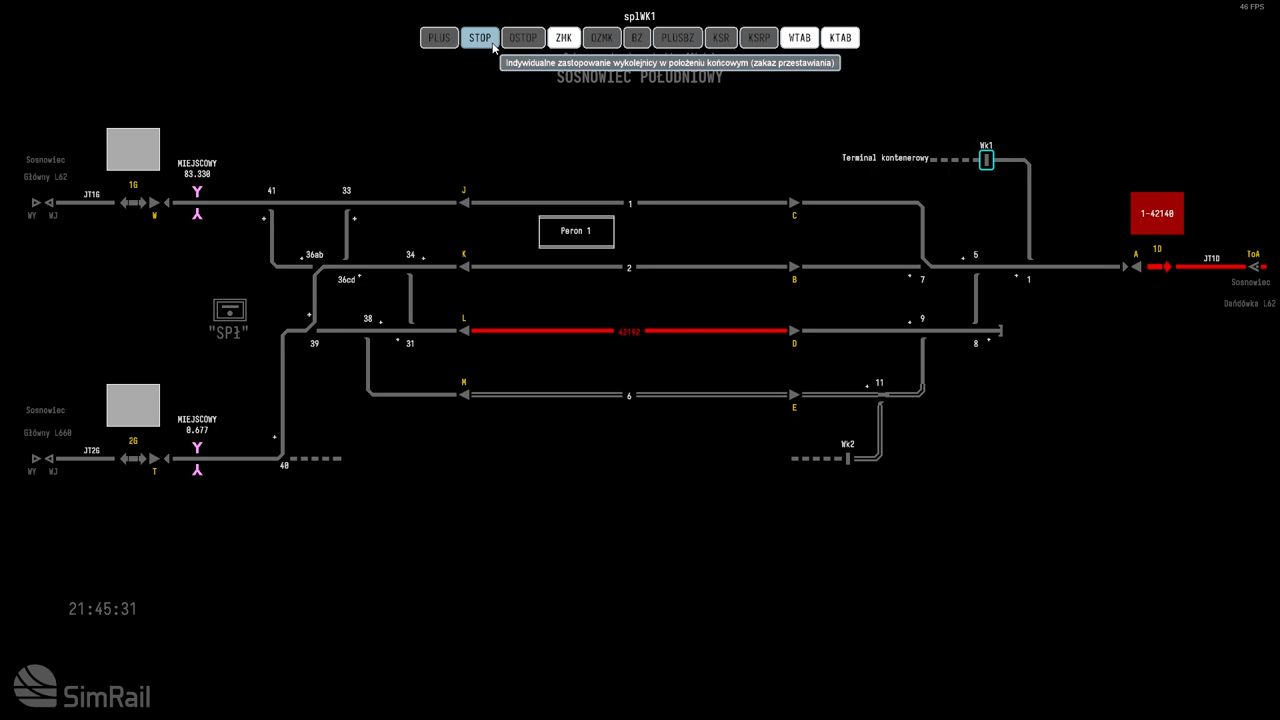 46 FPS
splWK1
PLUS STOP OSTOP ZMK OZMK BZ PLUSBZ KSR KSRP WTAB KTAB
Indywidualne zastopowanie wykolejnicy w położeniu końcowym (zakaz przestawiania)
SOSNOWIEC POŁUDNIOWY
Wk1
Terminal kontenerowy
Sosnowiec
Główny L62
MIEJSCOWY
83.330
1G
JT1G
WY WJ
W
41
33
J
1
C
1-42140
Peron 1
36ab
34
K
2
B
7
5
1
A
1D
JT1D
ToA
Sosnowiec
Dańdówka L62
36cd
"SPł"
39
38
31
L
42192
D
9
8
M
6
E
11
Sosnowiec
Główny L660
MIEJSCOWY
0.677
2G
JT2G
WY WJ
T
40
Wk2
21:45:31
SimRail